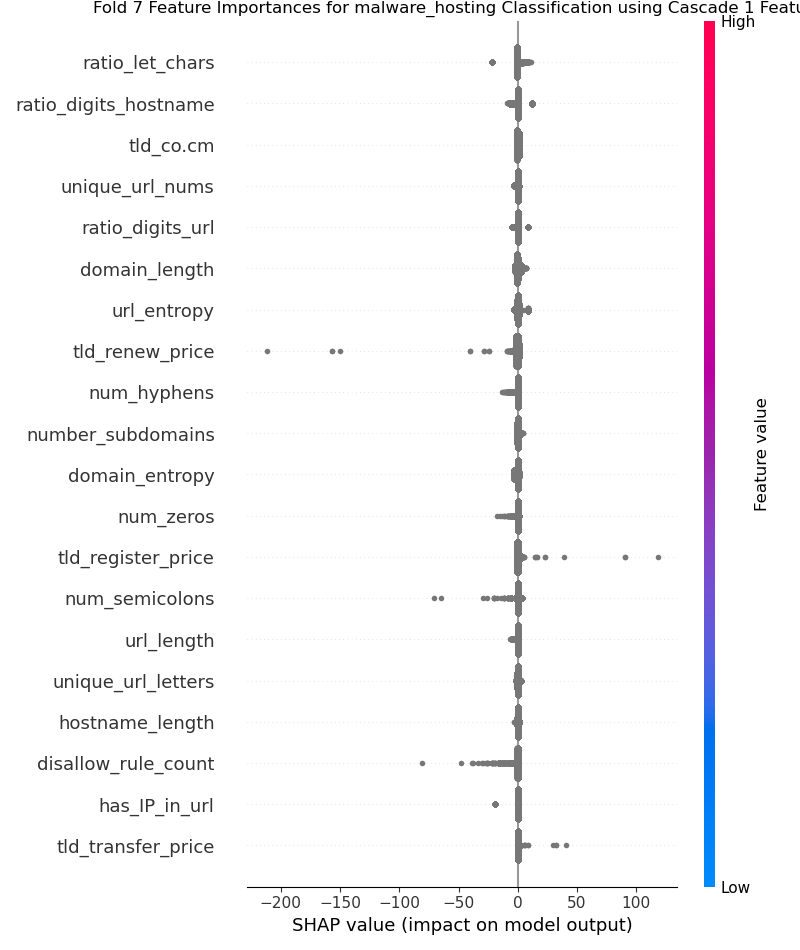 Fold 7 Feature Importances for malware_hosting Classification using Cascade 1 Featu
High
ratio_let_chars
ratio_digits_hostname
tld_co.cm
unique_url_nums
ratio_digits_url
domain_length
url_entropy
tld_renew_price
num_hyphens
number_subdomains
domain_entropy
num_zeros
tld_register_price
num_semicolons
url_length
unique_url_letters
hostname_length
disallow_rule_count
has_IP_in_url
tld_transfer_price
Feature value
Low
−200 −150 −100 −50 0 50 100
SHAP value (impact on model output)